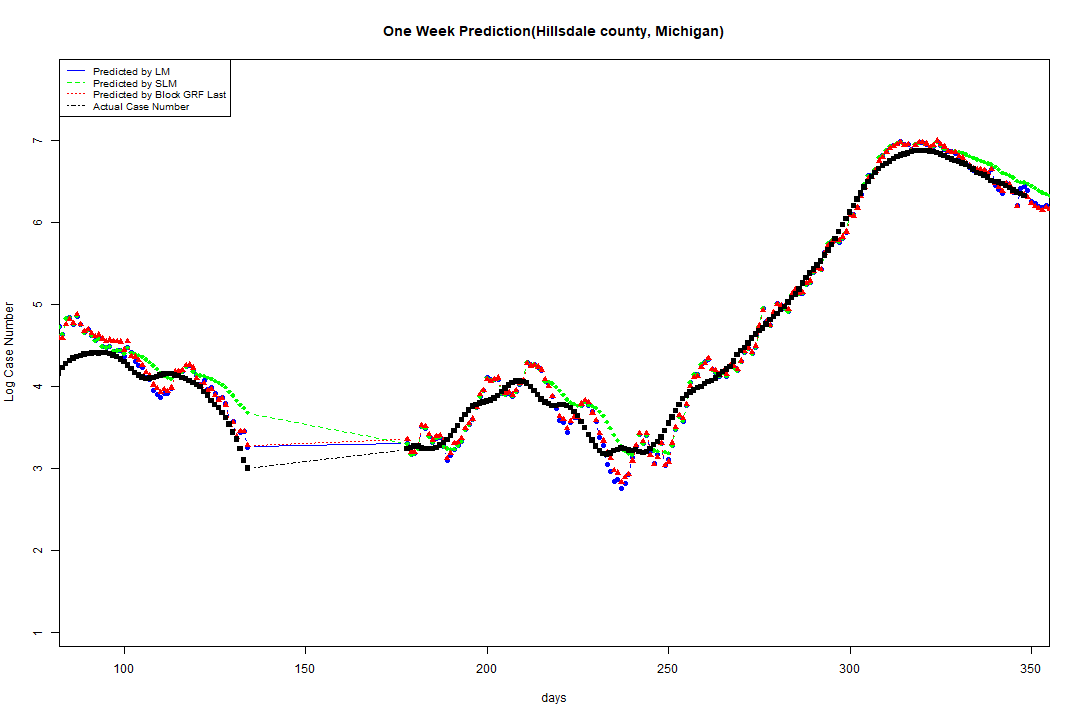 One Week Prediction(Hillsdale county, Michigan)
Predicted by LM
Predicted by SLM
Predicted by Block GRF Last
Actual Case Number
7
6
5
4
3
2
1
Log Case Number
100 150 200 250 300 350
days